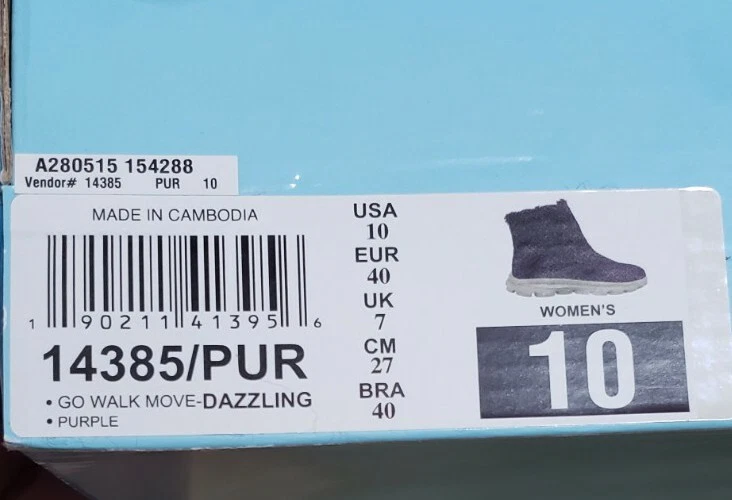 A280515 154288
Vendor# 14385 PUR 10
MADE IN CAMBODIA
1 90211 41395 6
14385/PUR
• GO WALK MOVE-DAZZLING
• PURPLE
USA
10
EUR
40
UK
7
CM
27
BRA
40
WOMEN'S
10